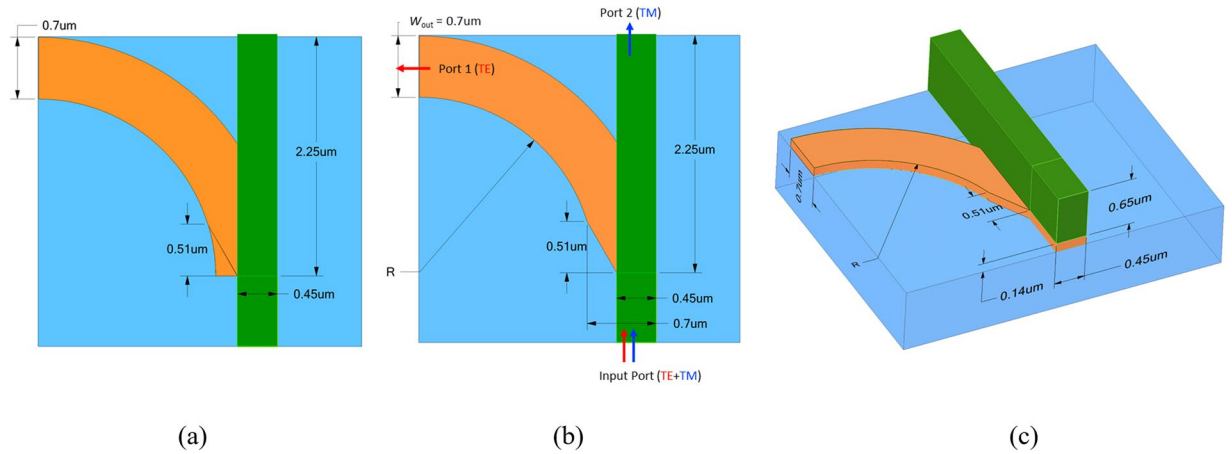 0.7um
2.25um
0.51um
0.45um
(a)
Wout = 0.7um
Port 2 (TM)
Port 1 (TE)
2.25um
0.51um
R
0.45um
0.7um
Input Port (TE+TM)
(b)
0.7um
0.51um
0.65um
R
0.45um
0.14um
(c)